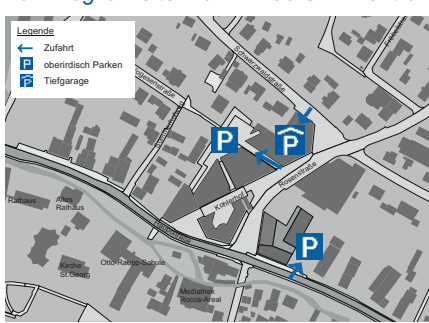 Legende
Zufahrt
P oberirdisch Parken
P Tiefgarage
Schwarzwaldstraße
P
P
Rosenstraße
Kohlerhof
Rathaus
Altes
Rathaus
Kirche
St.Georg
Otto-Raupp-Schule
Mediathek
Rocca-Areal
P